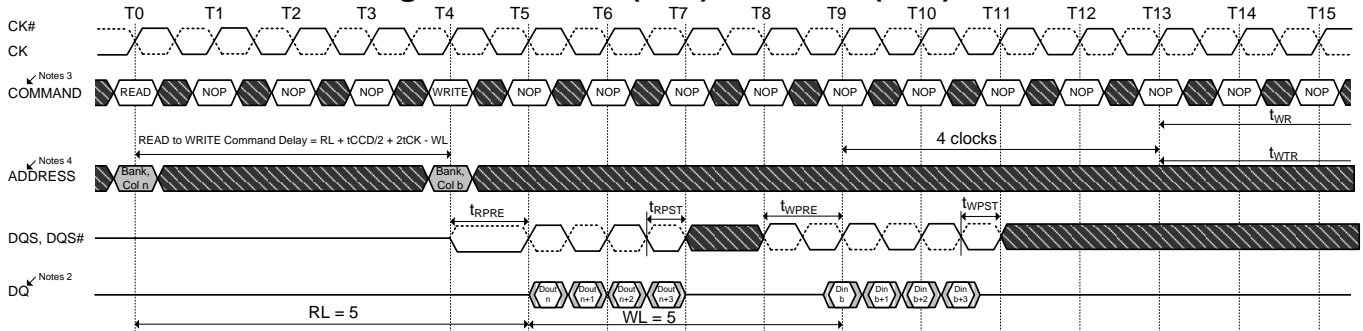 T0 T1 T2 T3 T4 T5 T6 T7 T8 T9 T10 T11 T12 T13 T14 T15
CK#
CK
Notes 3
COMMAND READ NOP NOP NOP WRITE NOP NOP NOP NOP NOP NOP NOP NOP NOP NOP NOP
tWR
READ to WRITE Command Delay = RL + tCCD/2 + 2tCK - WL
4 clocks
tWTR
Notes 4
ADDRESS
Bank, Col n
Bank, Col b
tRPRE tRPST tWPRE tWPST
DQS, DQS#
Notes 2
DQ
Dout n
Dout n+1
Dout n+2
Dout n+3
Din b
Din b+1
Din b+2
Din b+3
RL = 5 WL = 5